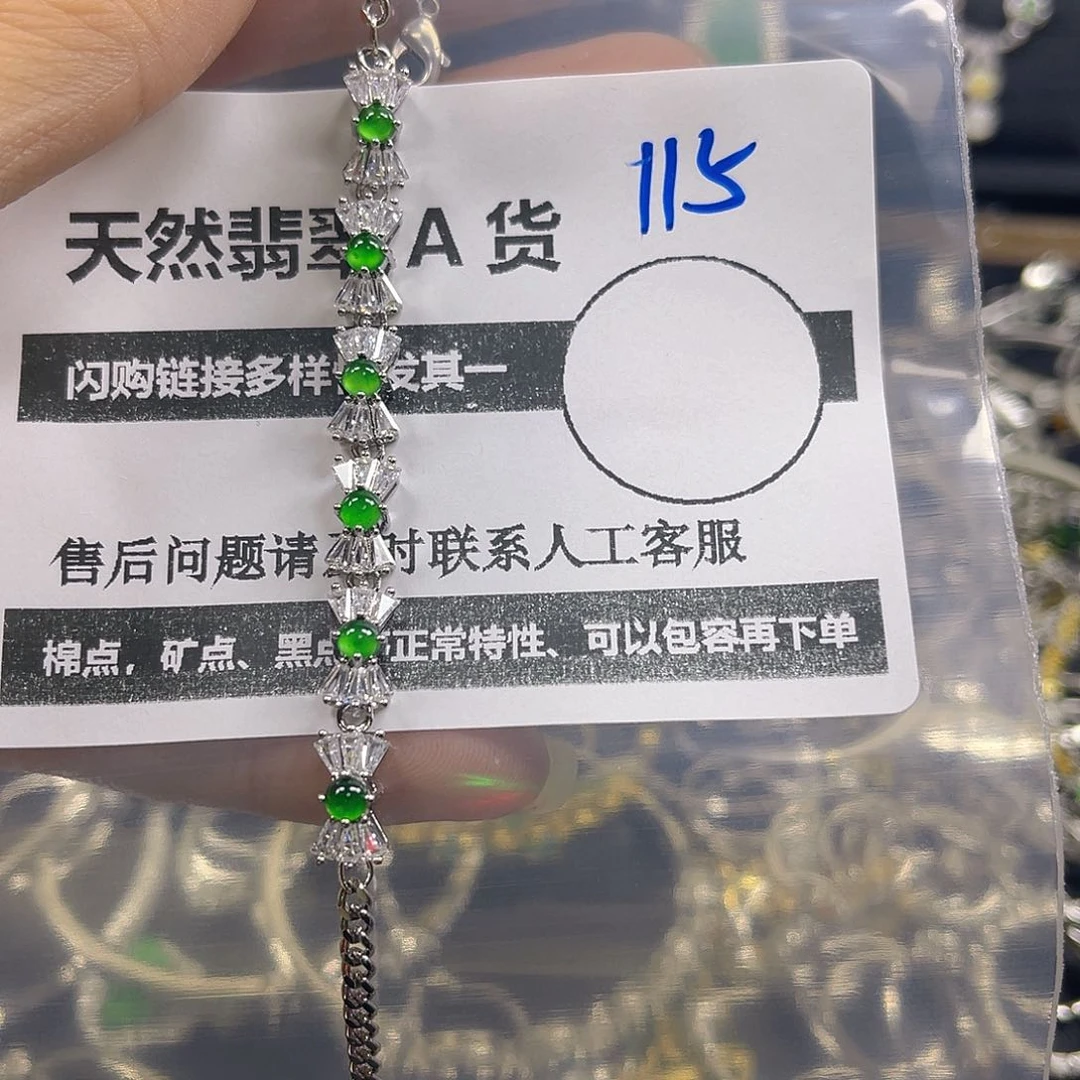 115
天然翡翠A货
闪购链接多样发其一
售后问题请及时联系人工客服
棉点，矿点、黑点正常特性、可以包容再下单